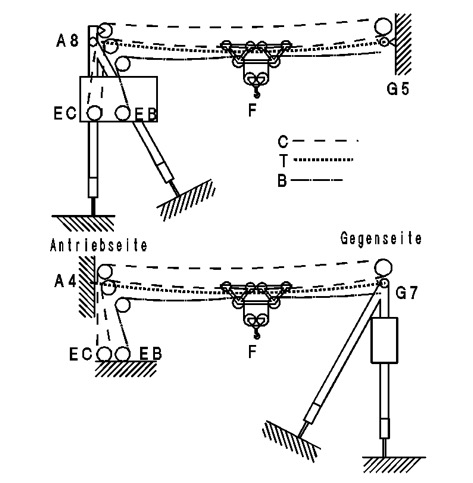 A8
G5
EC EB
F
C
T
B
Antriebseite Gegenseite
A4
G7
EC EB
F